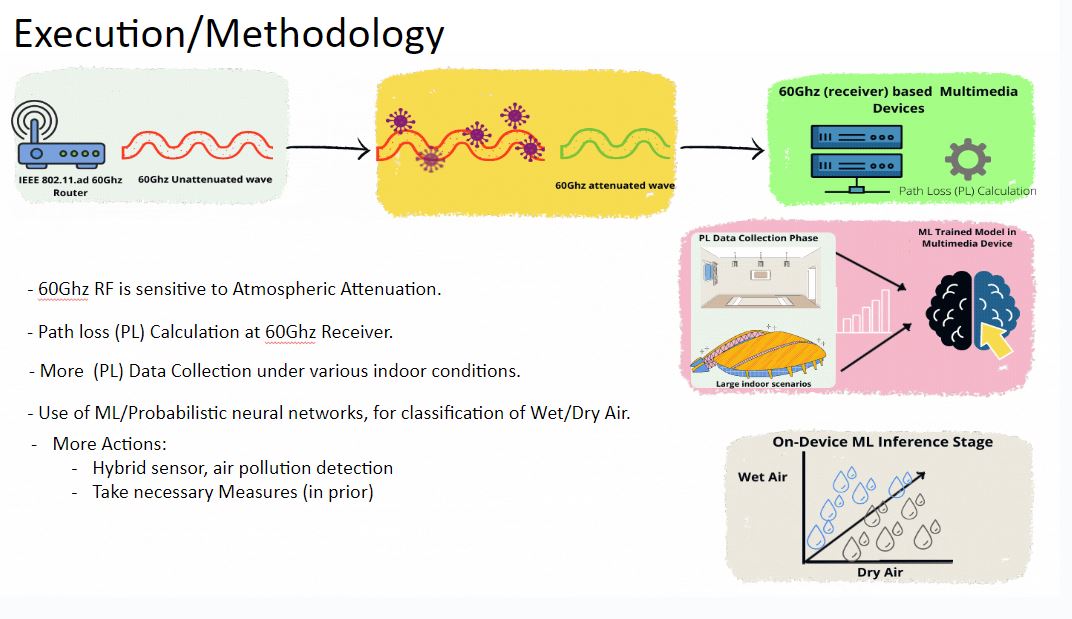 Execution/Methodology
IEEE 802.11.ad 60Ghz
Router
60Ghz Unattenuated wave
60Ghz attenuated wave
60Ghz (receiver) based Multimedia
Devices
Path Loss (PL) Calculation
PL Data Collection Phase
Large indoor scenarios
ML Trained Model in
Multimedia Device
- 60Ghz RF is sensitive to Atmospheric Attenuation.
- Path loss (PL) Calculation at 60Ghz Receiver.
- More (PL) Data Collection under various indoor conditions.
- Use of ML/Probabilistic neural networks, for classification of Wet/Dry Air.
- More Actions:
- Hybrid sensor, air pollution detection
- Take necessary Measures (in prior)
On-Device ML Inference Stage
Wet Air
Dry Air